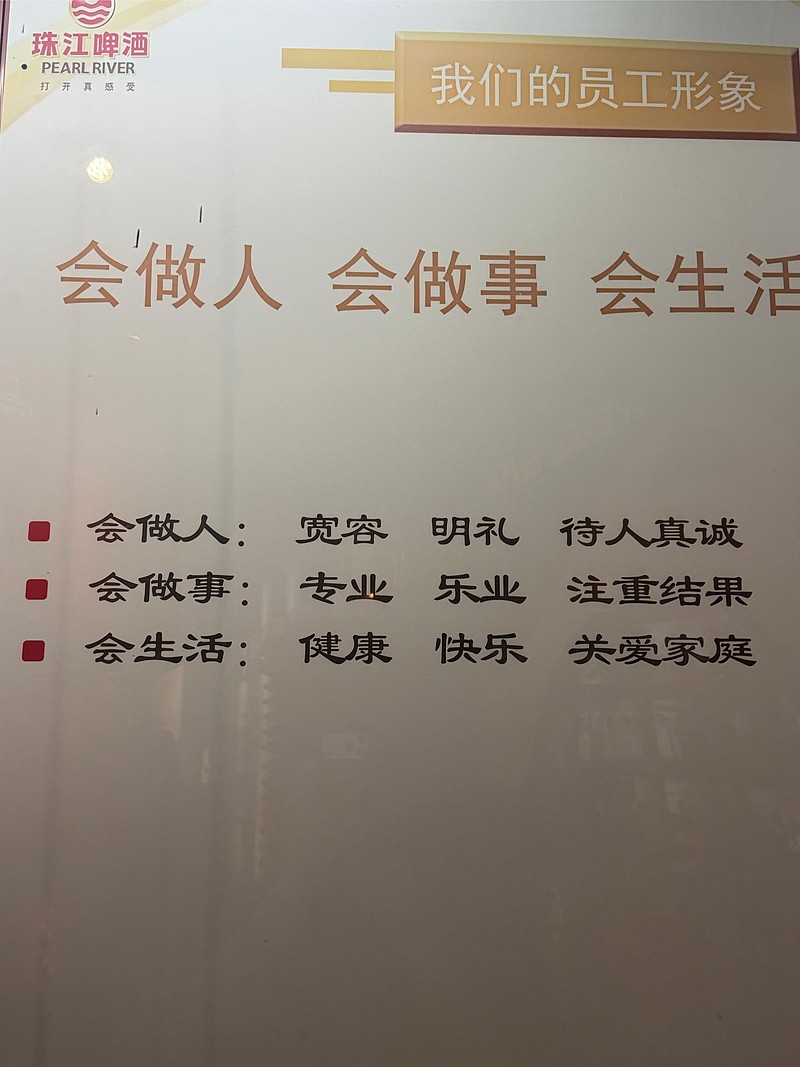 珠江啤酒
PEARL RIVER
打开真感受
我们的员工形象
会做人 会做事 会生活
会做人: 宽容 明礼 待人真诚
会做事: 专业 乐业 注重结果
会生活: 健康 快乐 关爱家庭